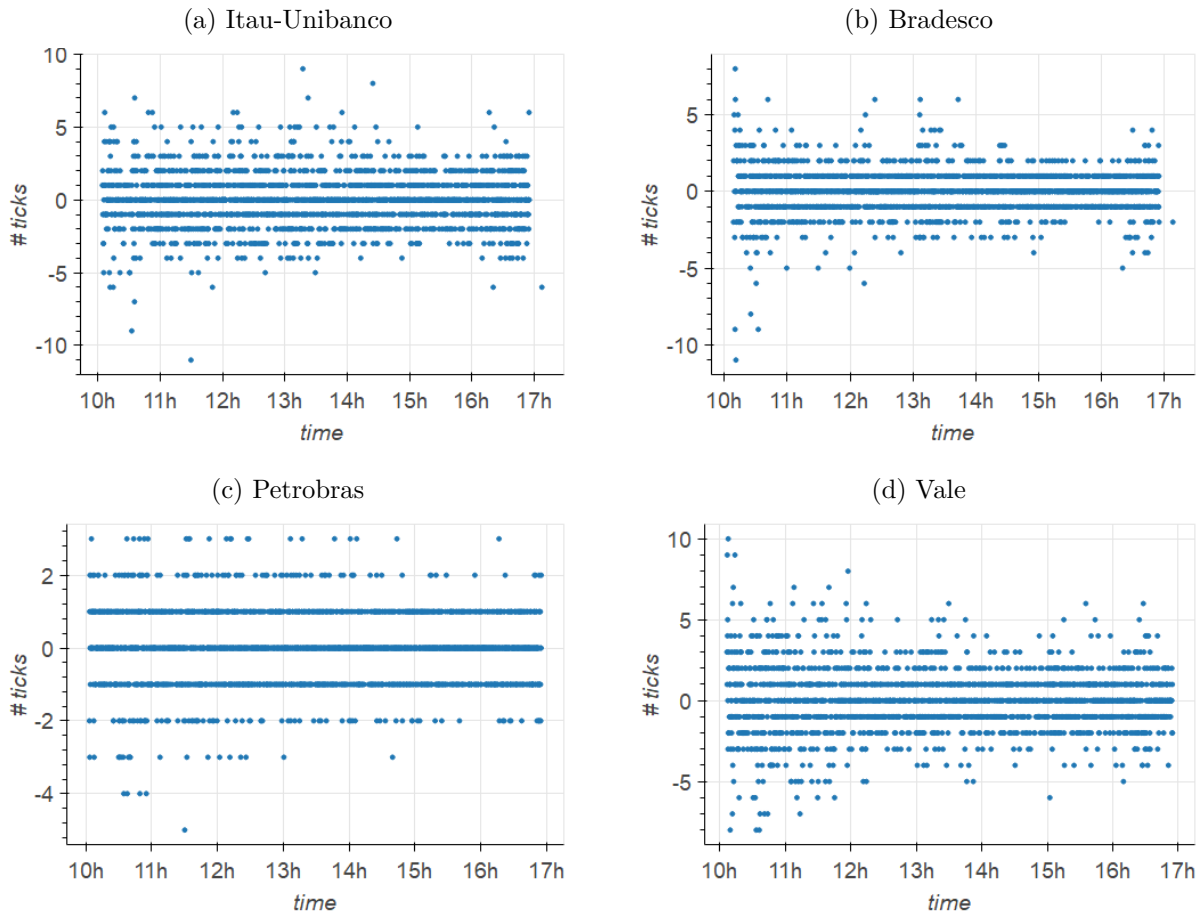 (a) Itau-Unibanco
10
5
0
-5
-10
# ticks
10h 11h 12h 13h 14h 15h 16h 17h
time
(b) Bradesco
5
0
-5
-10
# ticks
10h 11h 12h 13h 14h 15h 16h 17h
time
(c) Petrobras
2
0
-2
-4
# ticks
10h 11h 12h 13h 14h 15h 16h 17h
time
(d) Vale
10
5
0
-5
# ticks
10h 11h 12h 13h 14h 15h 16h 17h
time